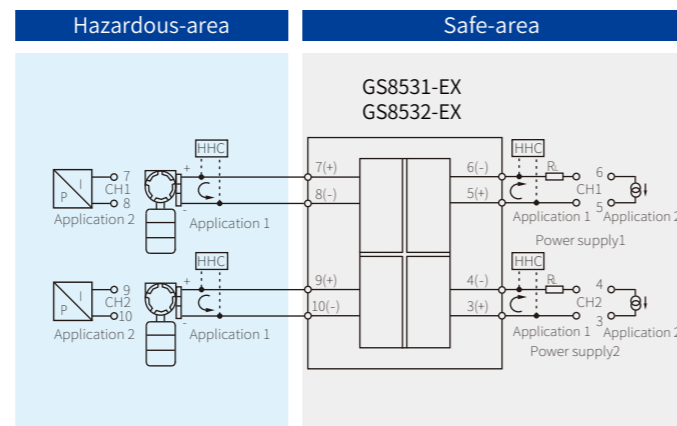 Hazardous-area
Safe-area
GS8531-EX
GS8532-EX
HHC
HHC
I
P
7
CH1
8
+
-
7(+)
8(-)
6(-)
5(+)
RL
6
CH1
5
Application 2
Application 1
Application 1
Application 2
Power supply1
HHC
HHC
I
P
9
CH2
10
+
-
9(+)
10(-)
4(-)
3(+)
RL
4
CH2
3
Application 2
Application 1
Application 1
Application 2
Power supply2